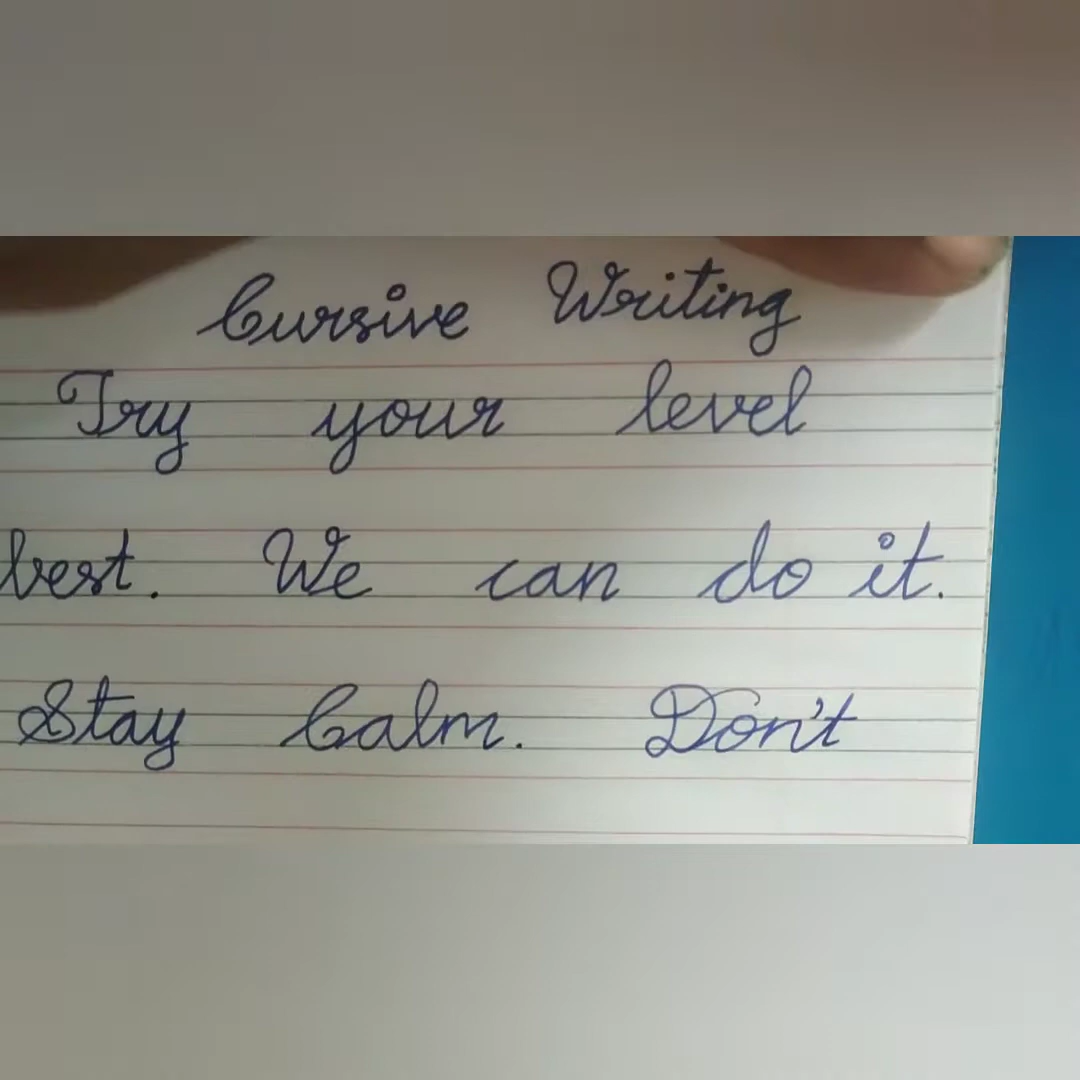 Cursive Writing
Try your level
best. We can do it.
Stay Calm. Don't